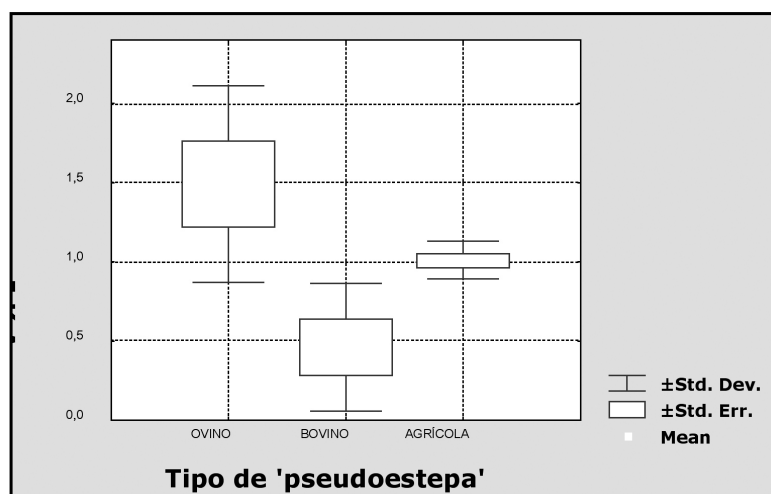 2,0
1,5
1,0
0,5
0,0
OVINO BOVINO AGRÍCOLA
Tipo de 'pseudoestepa'
±Std. Dev.
±Std. Err.
Mean